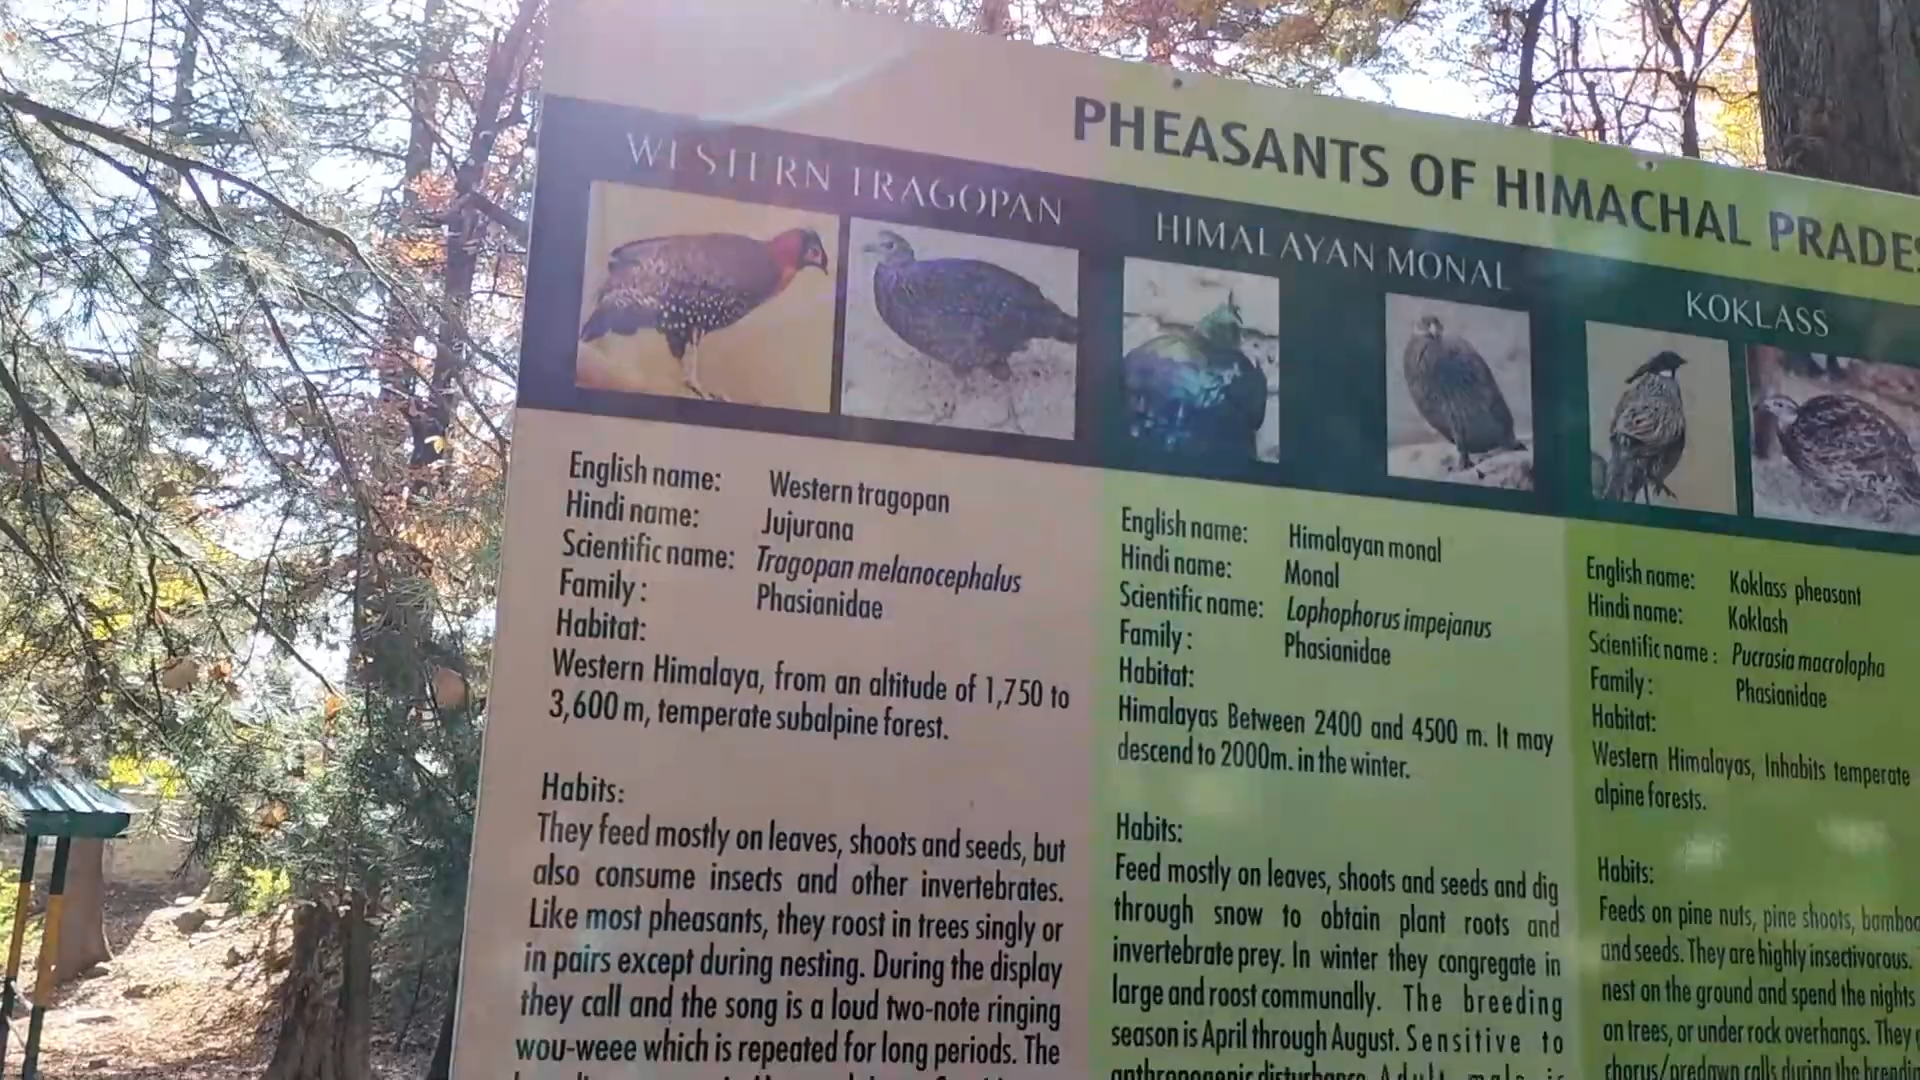 PHEASANTS OF HIMACHAL
WESTERN TRAGOPAN
English name: Western tragopan
Hindi name: Jujurana
Scientific name: Tragopan melanocephalus
Family: Phasianidae
Habitat:
Western Himalaya, from an altitude of 1,750 to
3,600 m, temperate subalpine forest.
Habits:
They feed mostly on leaves, shoots and seeds, but
also consume insects and other invertebrates.
Like most pheasants, they roost in trees singly or
in pairs except during nesting. During the display
they call and the song is a loud two-note ringing
wou-weee which is repeated for long periods. The
HIMALAYAN MONAL
English name: Himalayan monal
Hindi name: Monal
Scientific name: Lophophorus impejanus
Family: Phasianidae
Habitat:
Himalayas Between 2400 and 4500 m. It may
descend to 2000m. in the winter.
Habits:
Feed mostly on leaves, shoots and seeds and dig
through snow to obtain plant roots and
invertebrate prey. In winter they congregate in
large and roost communally. The breeding
season is April through August. Sensitive to
anthropogenic disturbance. Adult male is
KOKLASS
English name: Koklass pheasant
Hindi name: Koklash
Scientific name: Pucrasia macrolopha
Family: Phasianidae
Habitat:
Western Himalayas, Inhabits temperate
alpine forests.
Habits:
Feeds on pine nuts, pine shoots,
and seeds. They are highly insectivorous.
nest on the ground and spend the nights
on trees, or under rock overhangs. They
chorus/predawn calls during the